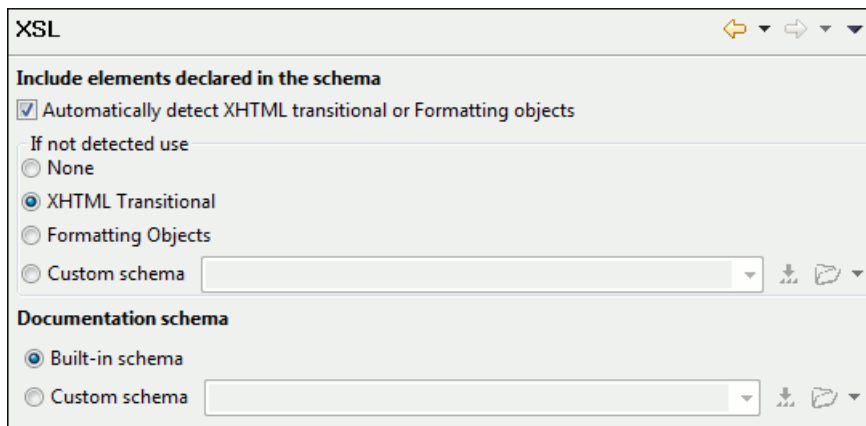 XSL
Include elements declared in the schema
Automatically detect XHTML transitional or Formatting objects
If not detected use
None
XHTML Transitional
Formatting Objects
Custom schema
Documentation schema
Built-in schema
Custom schema